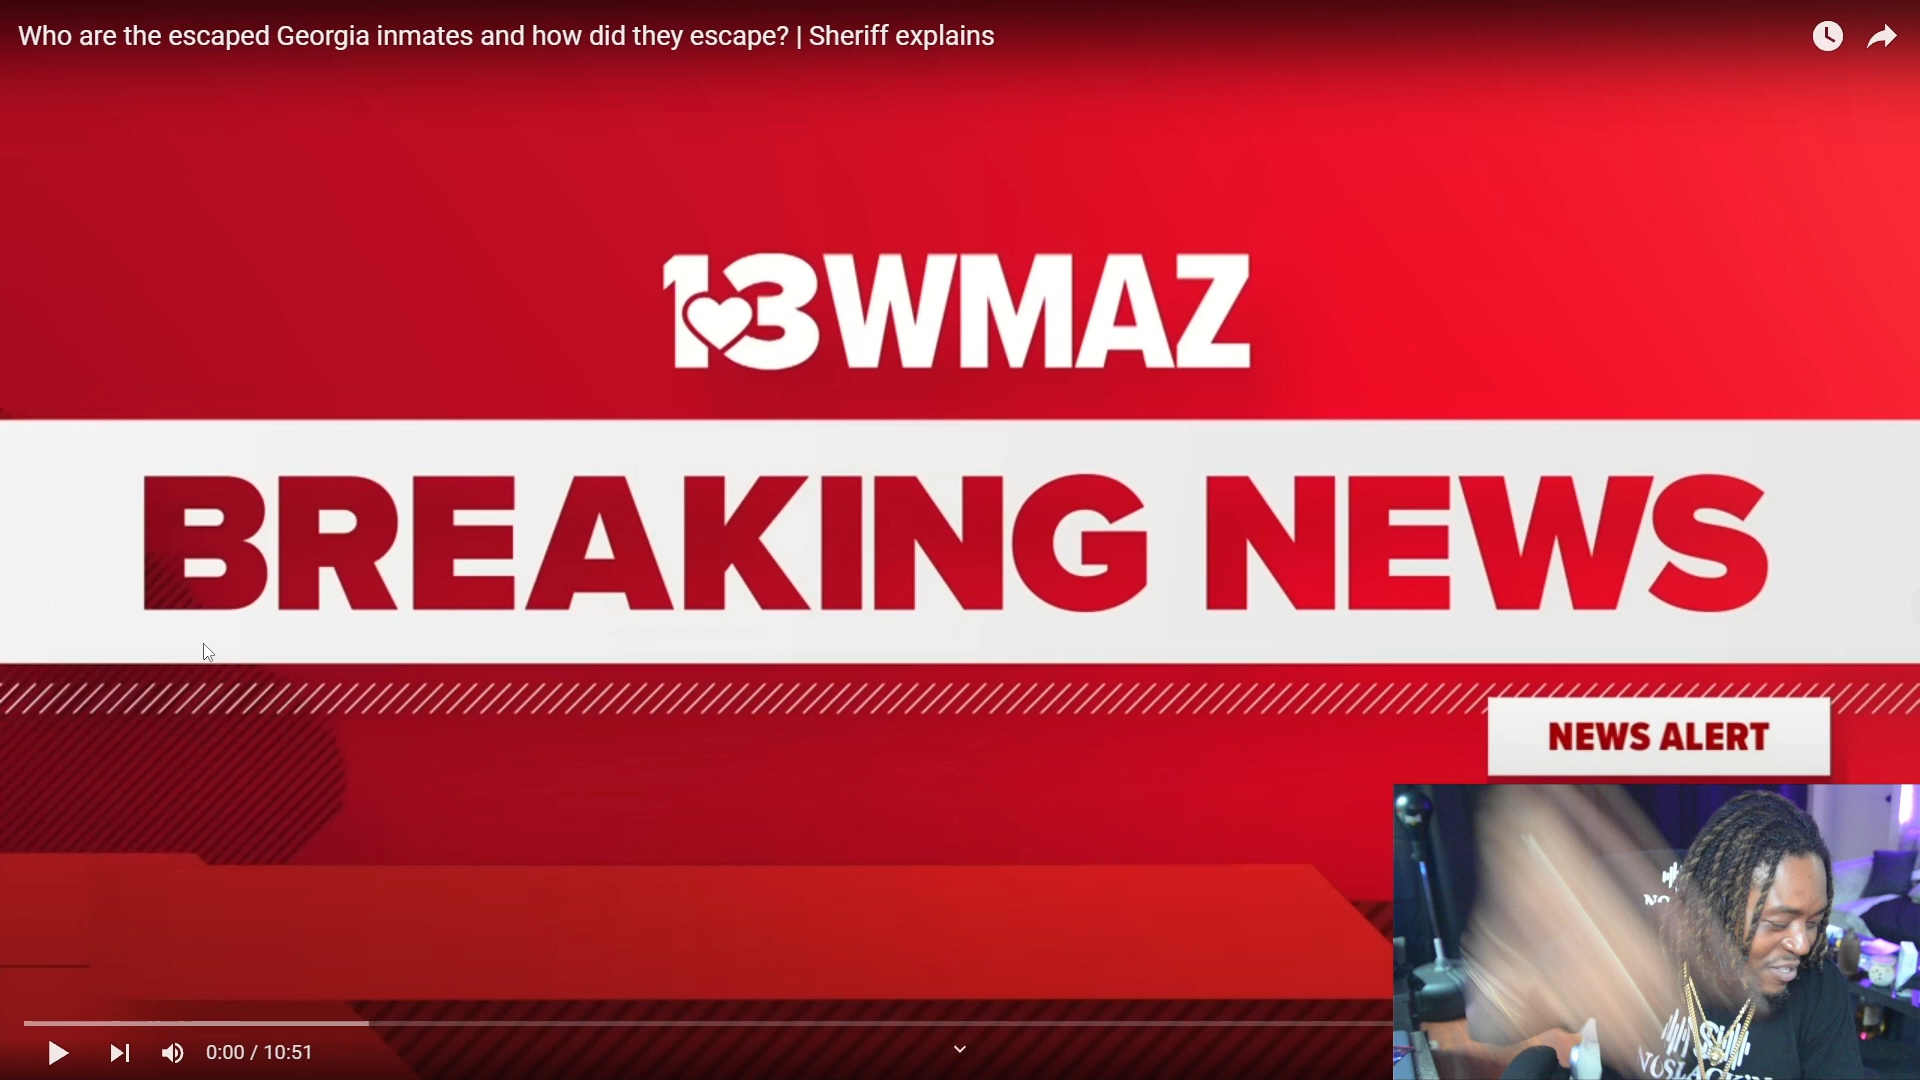 Who are the escaped Georgia inmates and how did they escape? | Sheriff explains
13WMAZ
BREAKING NEWS
NEWS ALERT
0:00 / 10:51